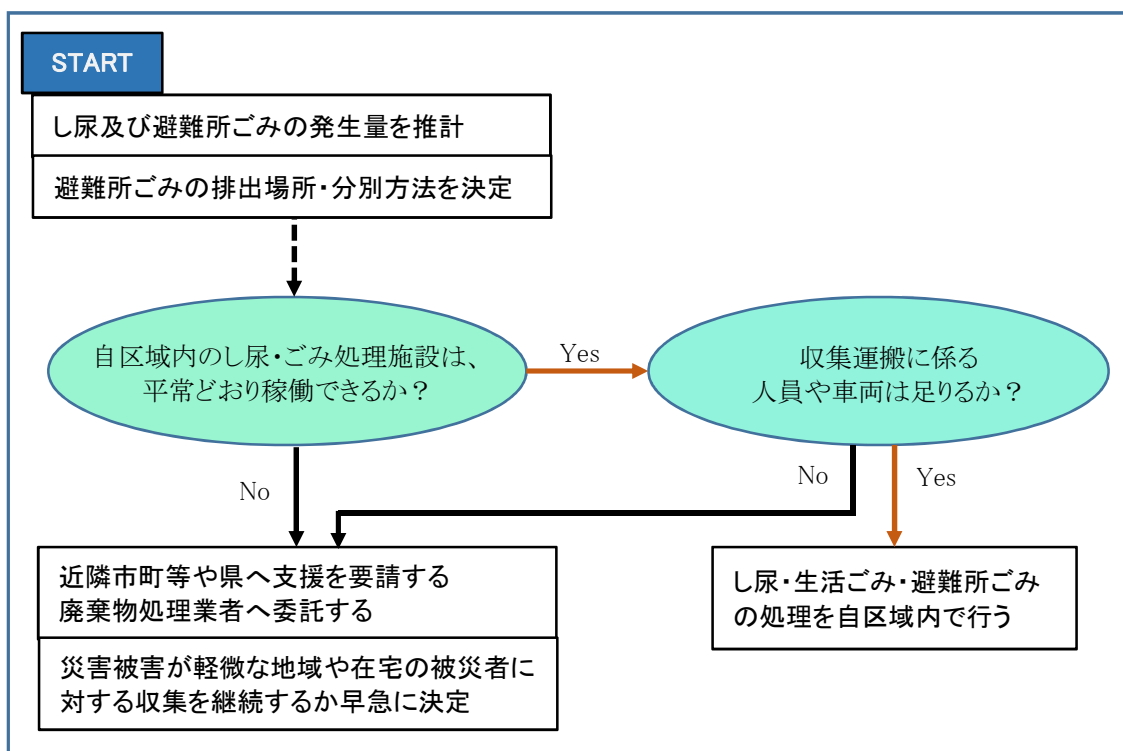 START
し尿及び避難所ごみの発生量を推計
避難所ごみの排出場所・分別方法を決定
自区域内のし尿・ごみ処理施設は、
平常どおり稼働できるか？
Yes
収集運搬に係る
人員や車両は足りるか？
No
No
Yes
近隣市町等や県へ支援を要請する
廃棄物処理業者へ委託する
災害被害が軽微な地域や在宅の被災者に
対する収集を継続するか早急に決定
し尿・生活ごみ・避難所ごみ
の処理を自区域内で行う